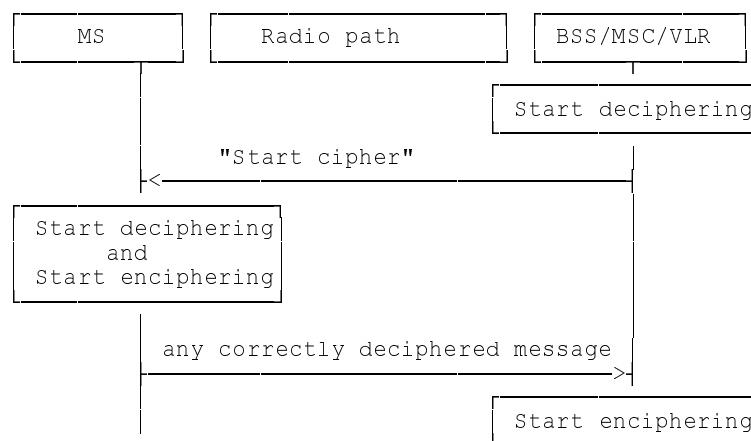 MS
Radio path
BSS/MSC/VLR
Start deciphering
"Start cipher"
Start deciphering
and
Start enciphering
any correctly deciphered message
Start enciphering